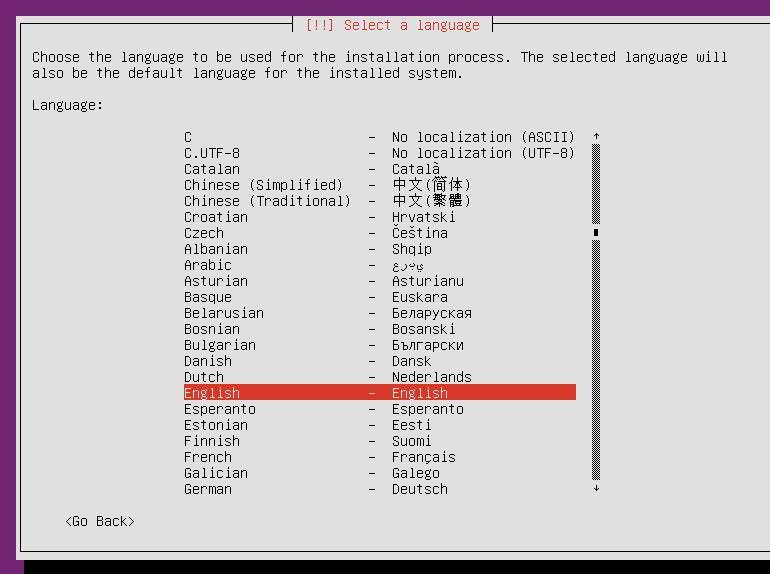 [!!] Select a language
Choose the language to be used for the installation process. The selected language will
also be the default language for the installed system.
Language:
C – No localization (ASCII)
C.UTF-8 – No localization (UTF-8)
Catalan – Català
Chinese (Simplified) – 中文(简体)
Chinese (Traditional) – 中文(繁體)
Croatian – Hrvatski
Czech – Čeština
Albanian – Shqip
Arabic – عربي
Asturian – Asturianu
Basque – Euskara
Belarusian – Беларуская
Bosnian – Bosanski
Bulgarian – Български
Danish – Dansk
Dutch – Nederlands
English – English
Esperanto – Esperanto
Estonian – Eesti
Finnish – Suomi
French – Français
Galician – Galego
German – Deutsch
<Go Back>